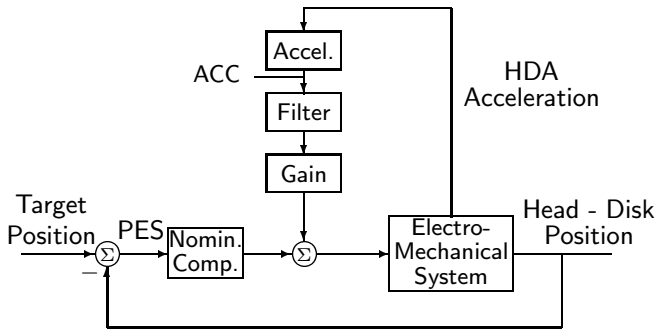 Accel.
ACC
HDA
Acceleration
Filter
Gain
Target
Position
PES
Nomin.
Comp.
Electro-
Mechanical
System
Head - Disk
Position
Σ
Σ
−